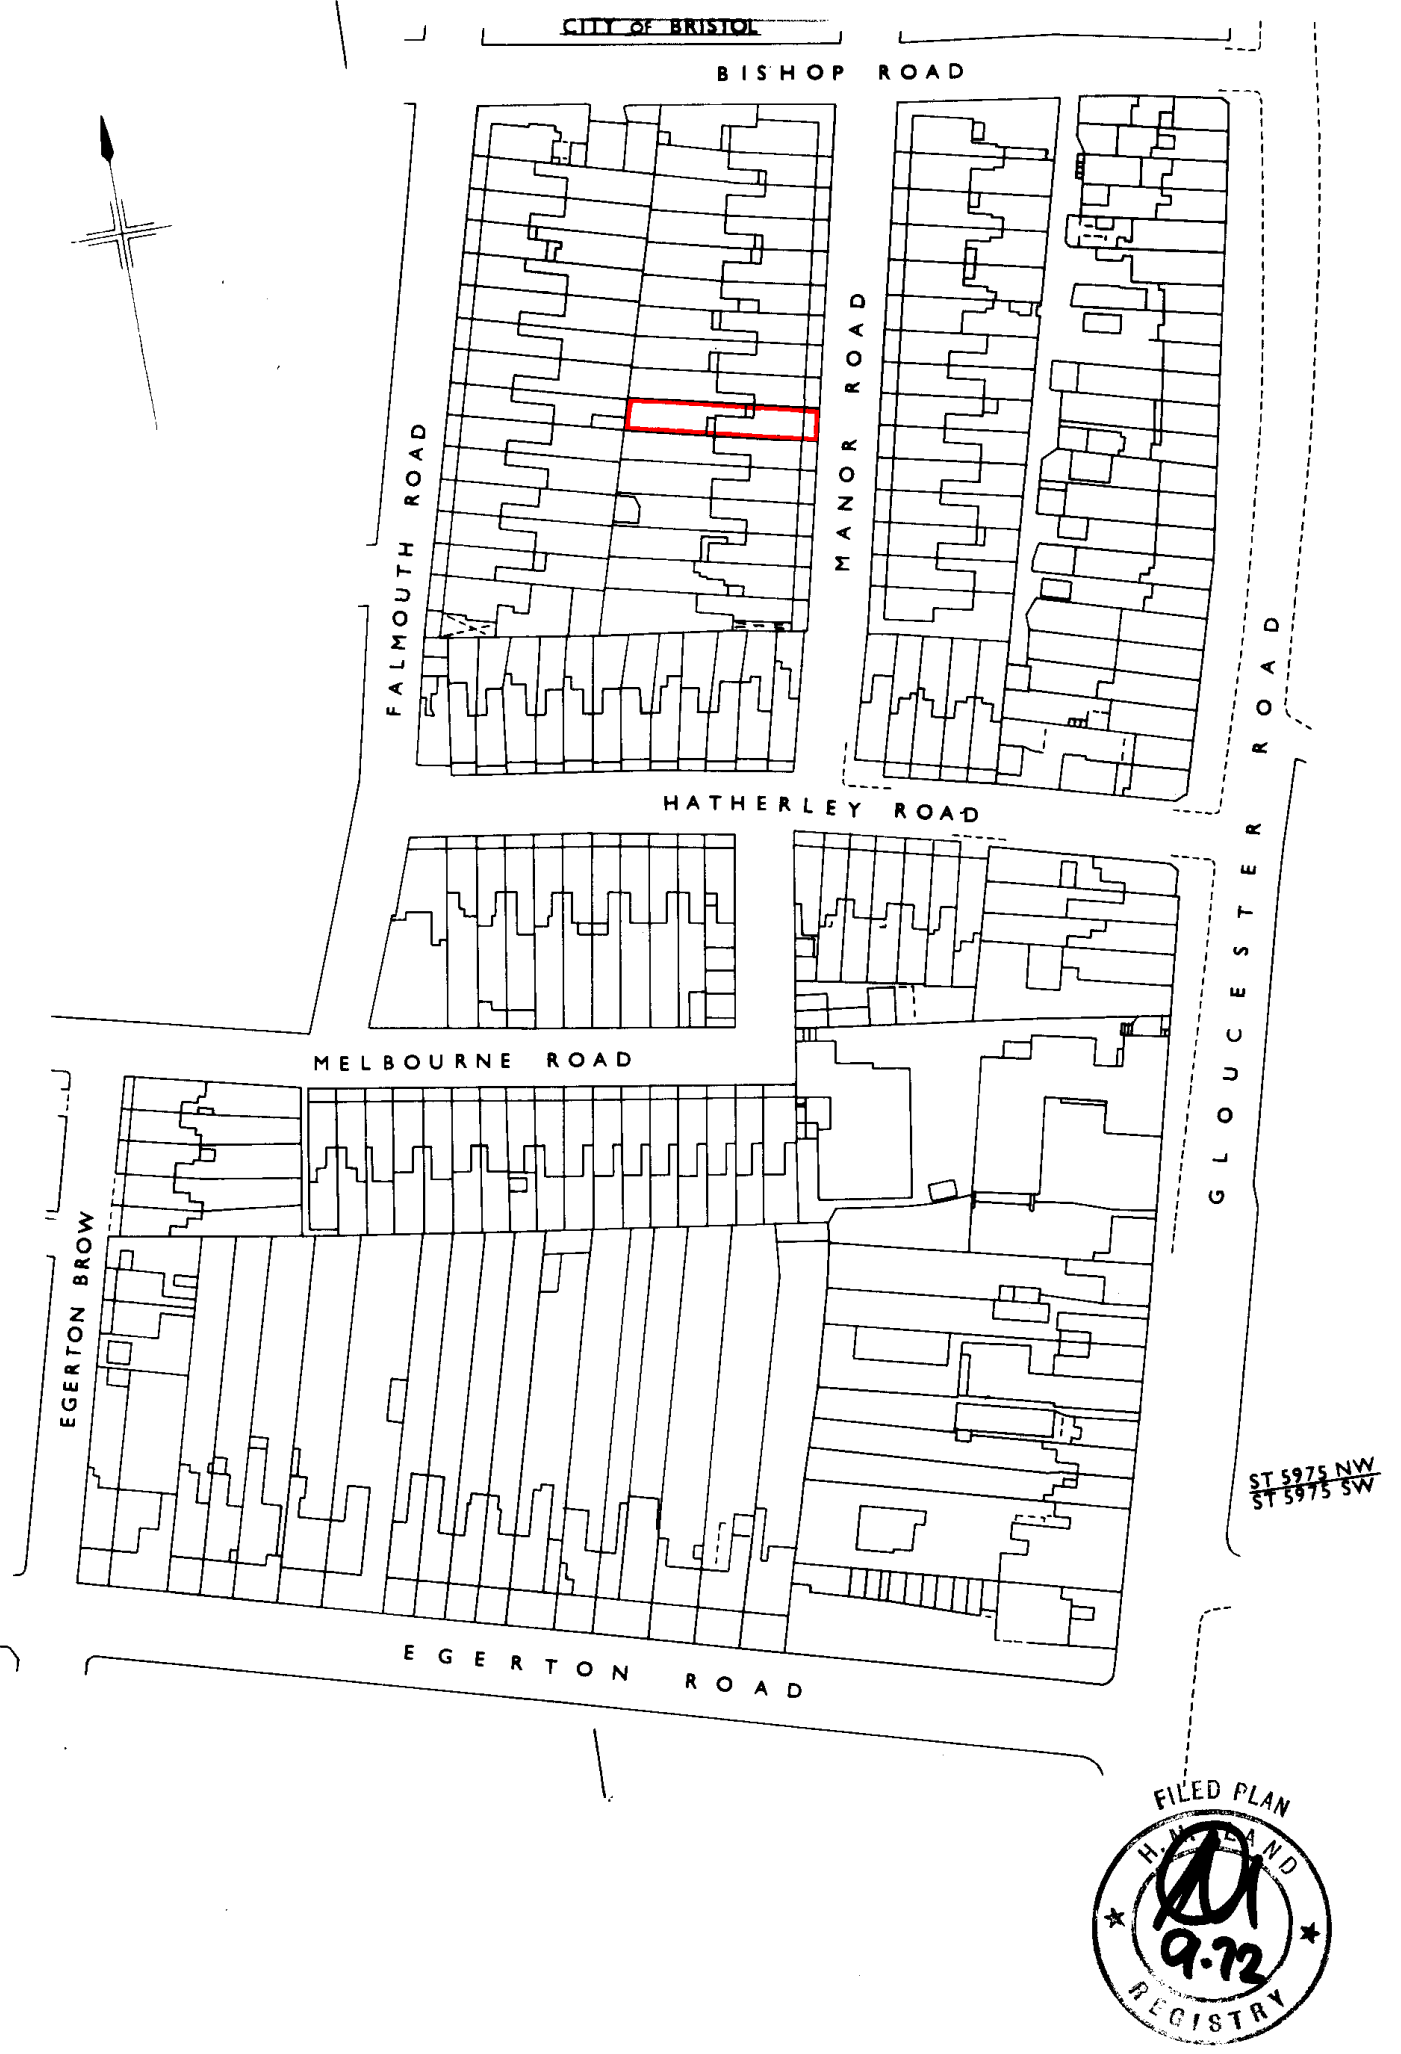 CITY OF BRISTOL
BISHOP ROAD
MANOR ROAD
FALMOUTH ROAD
HATHERLEY ROAD
GLOUCESTER ROAD
MELBOURNE ROAD
EGERTON BROW
ST 5975 NW
ST 5975 SW
EGERTON ROAD
FILED PLAN
H.M. LAND
9.72
REGISTRY